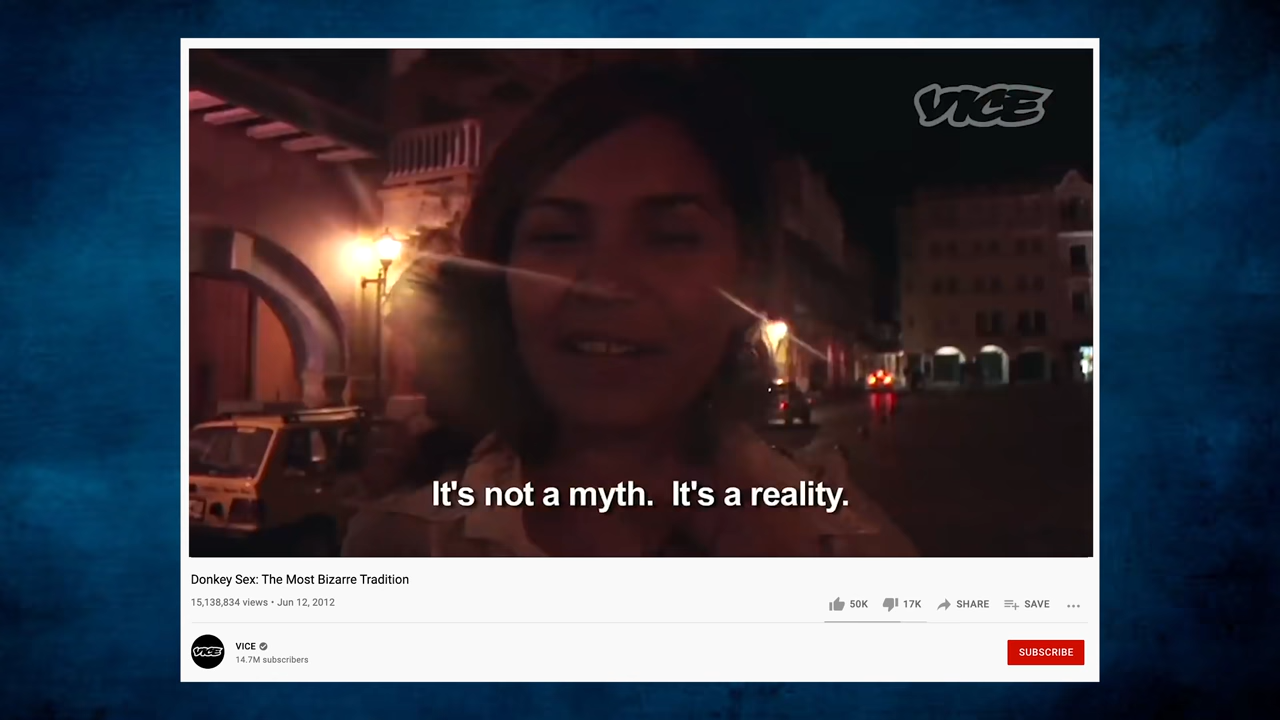 VICE
It's not a myth. It's a reality.
Donkey Sex: The Most Bizarre Tradition
15,138,834 views • Jun 12, 2012
50K 17K SHARE SAVE
VICE
VICE
14.7M subscribers
SUBSCRIBE